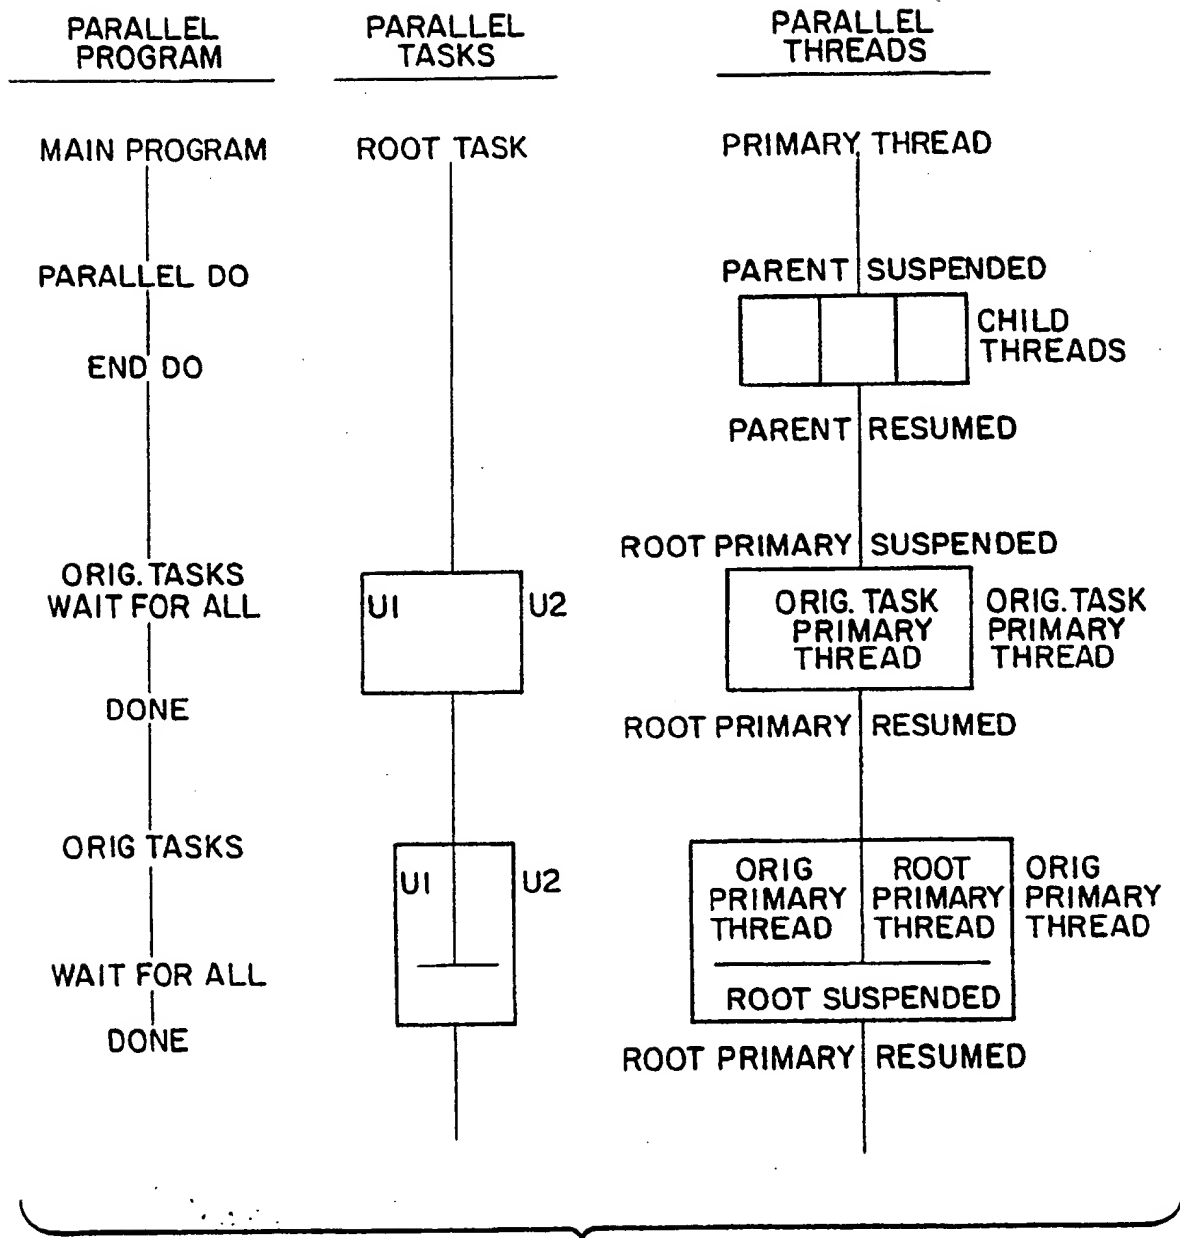 PARALLEL
PROGRAM
PARALLEL
TASKS
PARALLEL
THREADS
MAIN PROGRAM
ROOT TASK
PRIMARY THREAD
PARALLEL DO
PARENT SUSPENDED
CHILD
THREADS
END DO
PARENT RESUMED
ROOT PRIMARY SUSPENDED
ORIG. TASKS
WAIT FOR ALL
U1
U2
ORIG. TASK
PRIMARY
THREAD
ORIG. TASK
PRIMARY
THREAD
DONE
ROOT PRIMARY RESUMED
ORIG TASKS
U1
U2
ORIG
PRIMARY
THREAD
ROOT
PRIMARY
THREAD
ORIG
PRIMARY
THREAD
WAIT FOR ALL
ROOT SUSPENDED
DONE
ROOT PRIMARY RESUMED